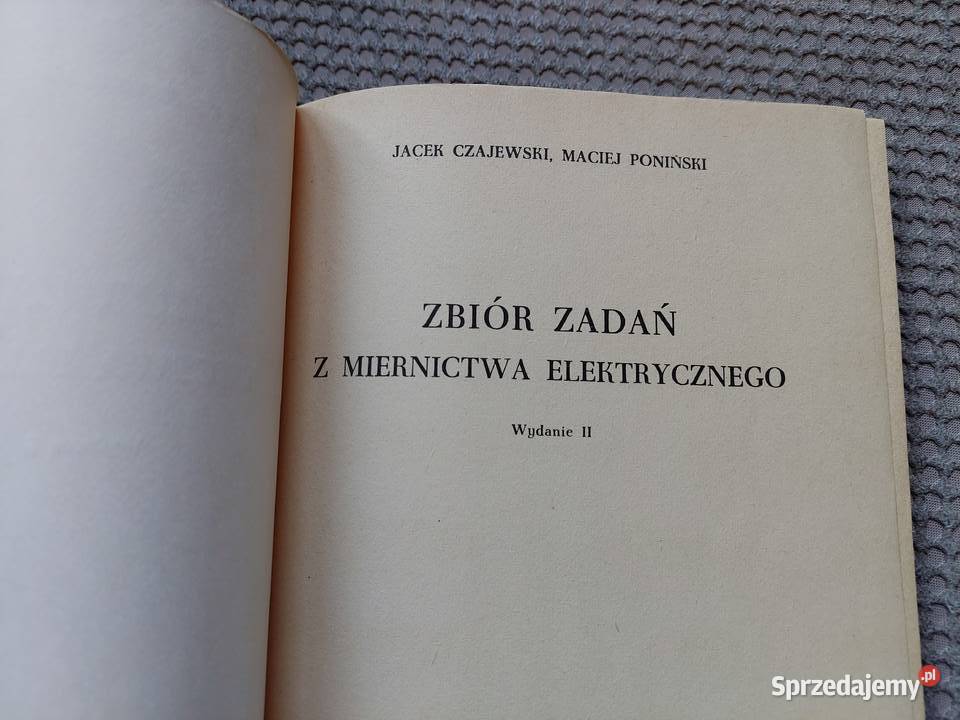 JACEK CZAJEWSKI, MACIEJ PONIŃSKI
ZBIÓR ZADAŃ
Z MIERNICTWA ELEKTRYCZNEGO
Wydanie II
Sprzedajemy.pl